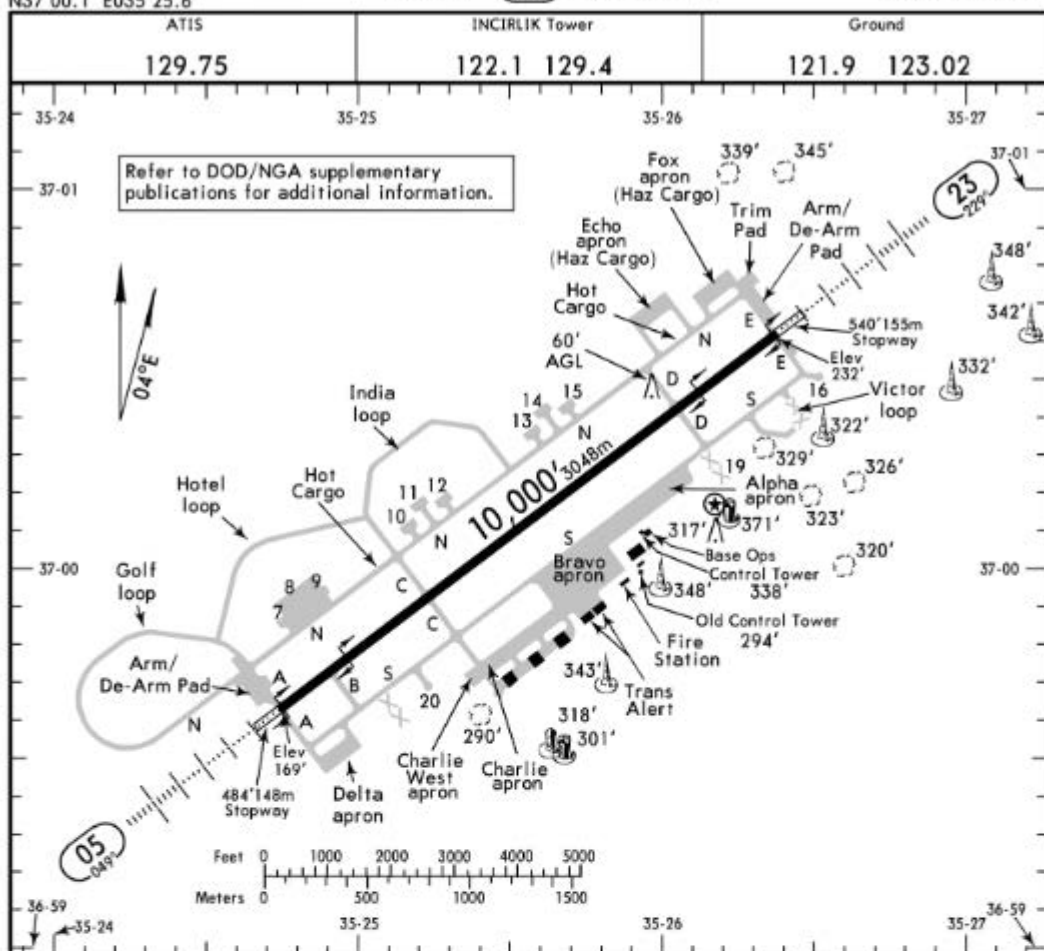 N37 00.1 E035 25.6
ATIS
129.75
INCIRLIK Tower
122.1 129.4
Ground
121.9 123.02
35-24
35-25
35-26
35-27
37-01
37-01
Refer to DOD/NGA supplementary
publications for additional information.
04°E
339'
345'
Fox
apron
(Haz Cargo)
Trim
Pad
Arm/
De-Arm
Pad
23
229°
348'
342'
332'
Echo
apron
(Haz Cargo)
Hot
Cargo
60'
AGL
N
E
540'155m
Stopway
Elev
232'
E
D
D
S
16
Victor
loop
322'
329'
326'
323'
320'
India
loop
14
13
15
N
10,000' 3048m
19
Alpha
apron
371'
317'
Base Ops
Control Tower
338'
348'
Old Control Tower
294'
Fire
Station
Hotel
loop
Hot
Cargo
11
12
10
N
S
Bravo
apron
37-00
37-00
Golf
loop
8
9
7
N
C
C
Arm/
De-Arm Pad
A
A
B
S
N
20
343'
Trans
Alert
290'
318'
301'
Elev
169'
484'148m
Stopway
Delta
apron
Charlie
West
apron
Charlie
apron
05
049°
Feet 0 1000 2000 3000 4000 5000
Meters 0 500 1000 1500
36-59
35-24
35-25
35-26
35-27
36-59